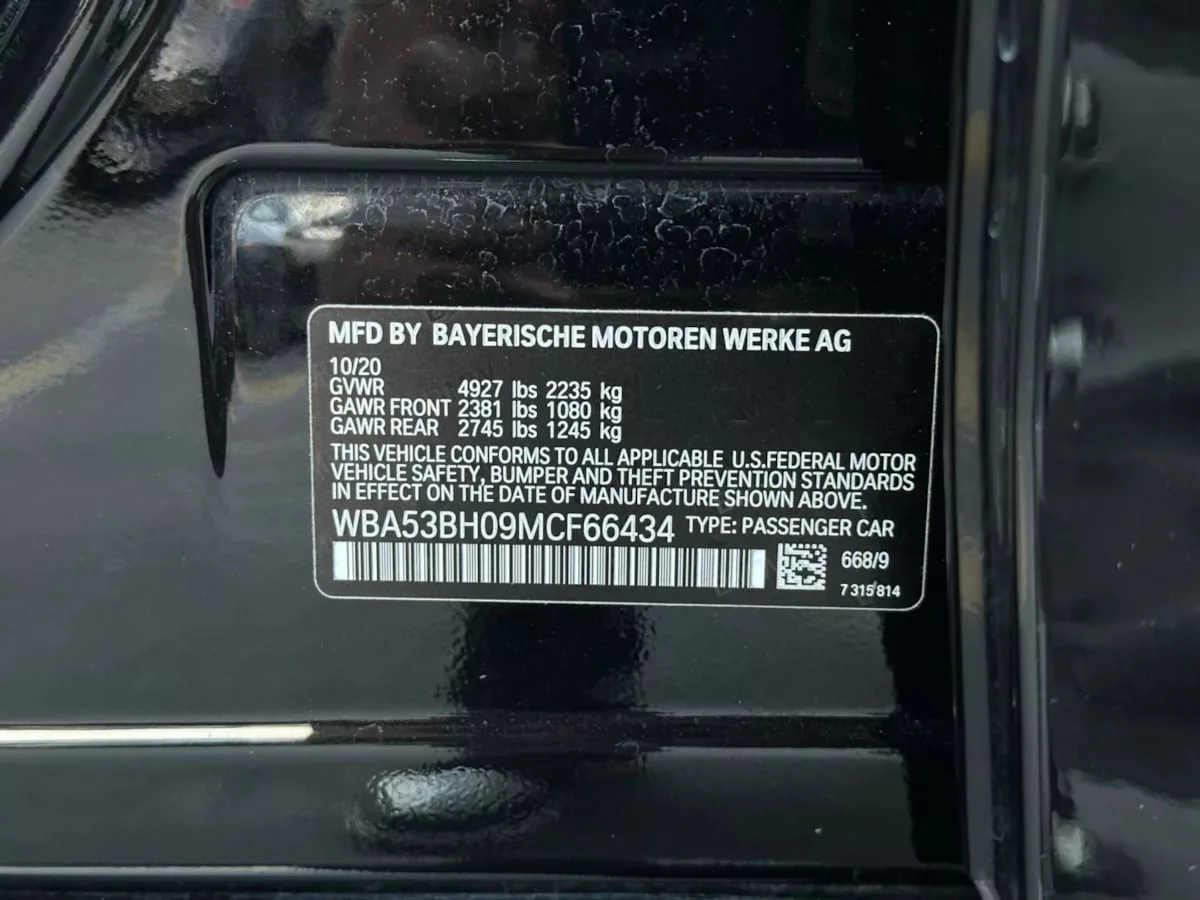 MFD BY BAYERISCHE MOTOREN WERKE AG
10/20
GVWR 4927 lbs 2235 kg
GAWR FRONT 2381 lbs 1080 kg
GAWR REAR 2745 lbs 1245 kg
THIS VEHICLE CONFORMS TO ALL APPLICABLE U.S.FEDERAL MOTOR
VEHICLE SAFETY, BUMPER AND THEFT PREVENTION STANDARDS
IN EFFECT ON THE DATE OF MANUFACTURE SHOWN ABOVE.
WBA53BH09MCF66434 TYPE: PASSENGER CAR
668/9
7 315 814